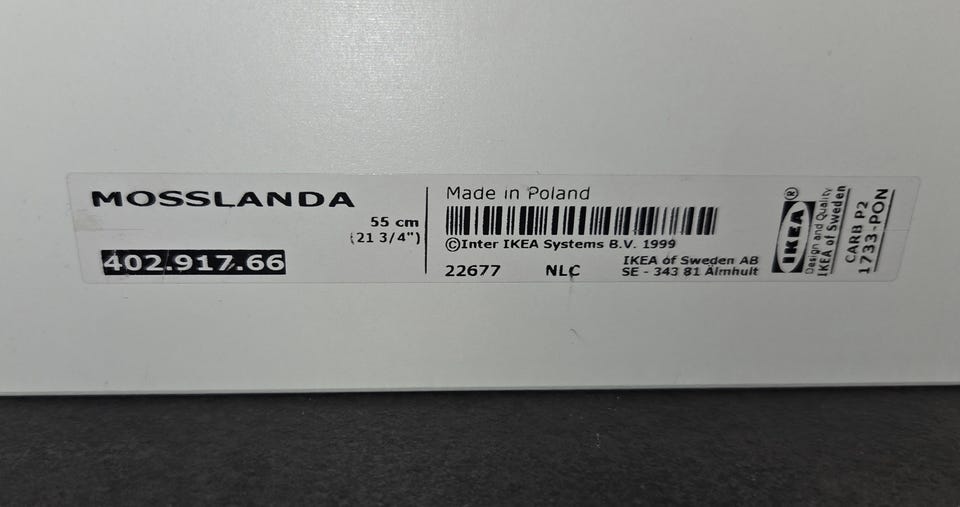 MOSSLANDA
55 cm
(21 3/4")
402.917.66
Made in Poland
©Inter IKEA Systems B.V. 1999
22677 NLC
IKEA of Sweden AB
SE - 343 81 Älmhult
IKEA®
Design and Quality
IKEA of Sweden
CARB P2
1733-PON